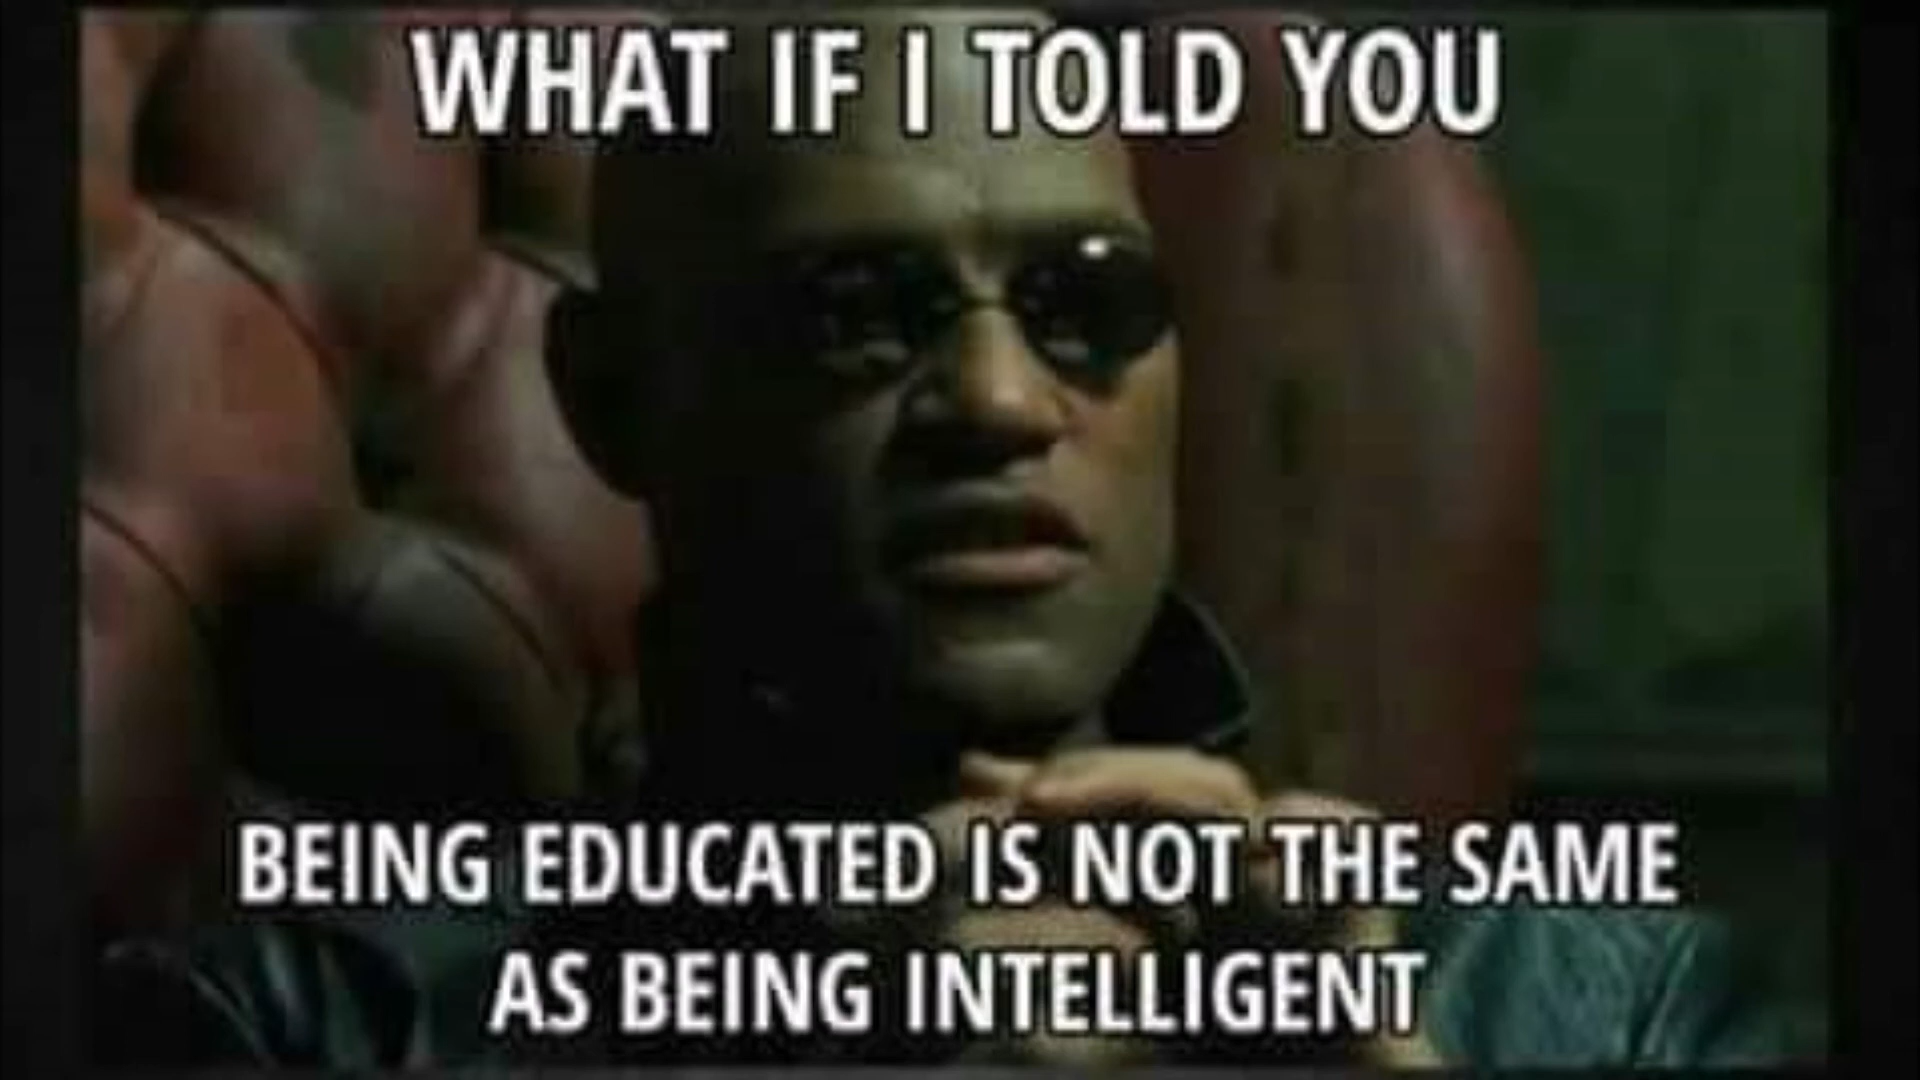 WHAT IF I TOLD YOU
BEING EDUCATED IS NOT THE SAME
AS BEING INTELLIGENT